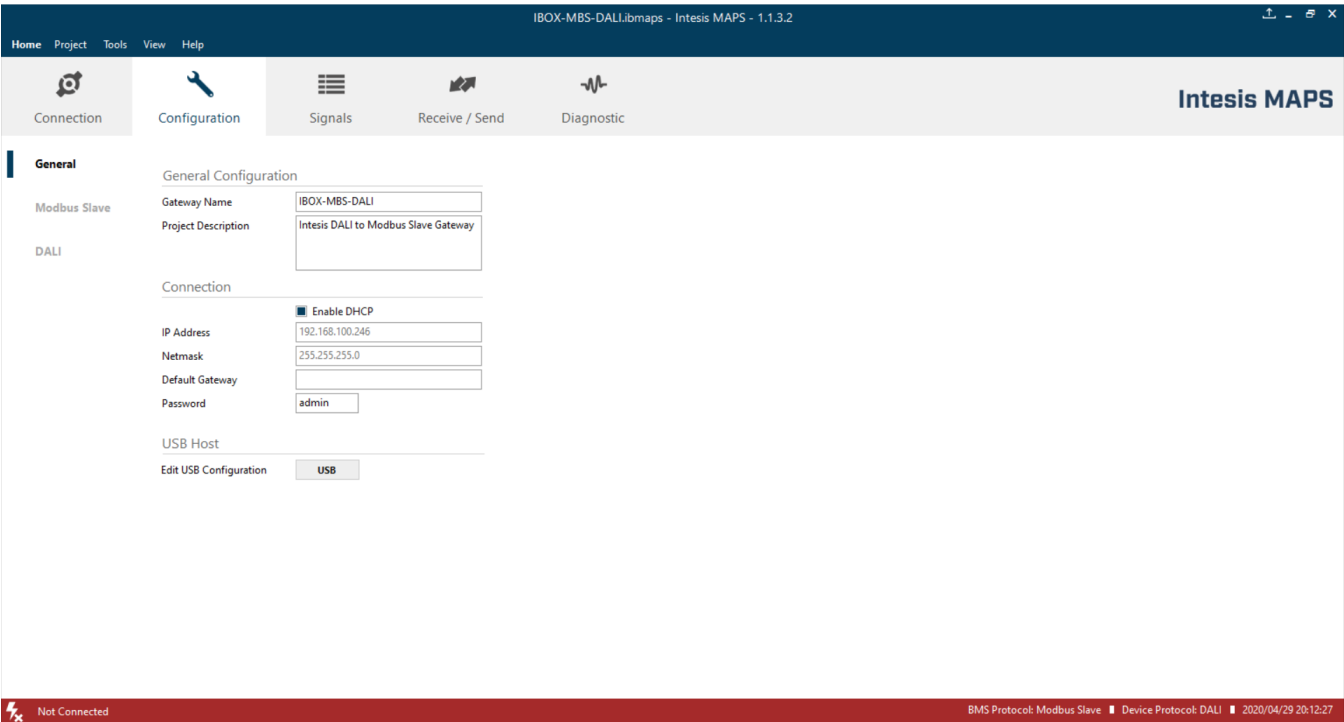 IBOX-MBS-DALI.ibmaps - Intesis MAPS - 1.1.3.2
Home Project Tools View Help
Connection Configuration Signals Receive / Send Diagnostic
Intesis MAPS
General
Modbus Slave
DALI
General Configuration
Gateway Name IBOX-MBS-DALI
Project Description Intesis DALI to Modbus Slave Gateway
Connection
Enable DHCP
IP Address 192.168.100.246
Netmask 255.255.255.0
Default Gateway
Password admin
USB Host
Edit USB Configuration USB
Not Connected BMS Protocol: Modbus Slave Device Protocol: DALI 2020/04/29 20:12:27